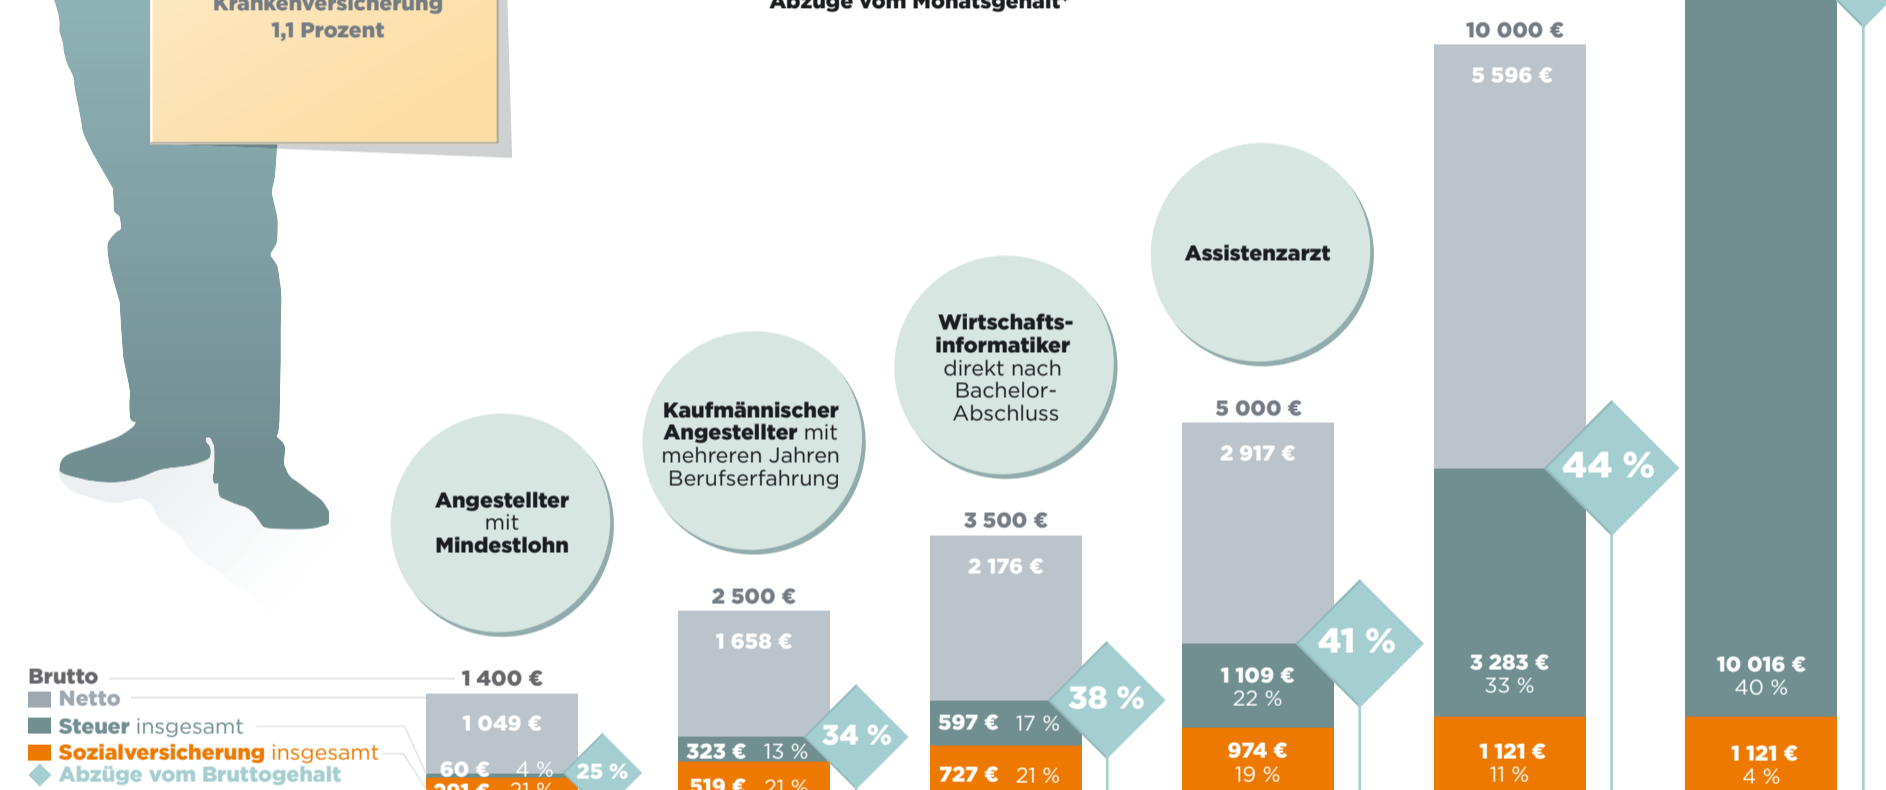 Krankenversicherung
1,1 Prozent
Abzüge vom Monatsgehalt*
Angestellter
mit
Mindestlohn
Kaufmännischer
Angestellter mit
mehreren Jahren
Berufserfahrung
Wirtschafts-
informatiker
direkt nach
Bachelor-
Abschluss
Assistenzarzt
Brutto
Netto
Steuer insgesamt
Sozialversicherung insgesamt
Abzüge vom Bruttogehalt
1 400 €
1 049 €
60 € 4 %
291 € 21 %
25 %
2 500 €
1 658 €
323 € 13 %
519 € 21 %
34 %
3 500 €
2 176 €
597 € 17 %
727 € 21 %
38 %
5 000 €
2 917 €
1 109 €
22 %
974 €
19 %
41 %
10 000 €
5 596 €
3 283 €
33 %
1 121 €
11 %
44 %
10 016 €
40 %
1 121 €
4 %